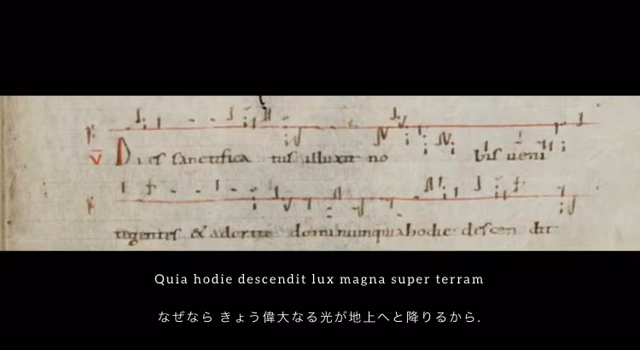 V Dies sanctifica tus illuxit no bis ueni
te gentes & adorate dominum quia hodie descen dit
Quia hodie descendit lux magna super terram
なぜなら きょう偉大なる光が地上へと降りるから.